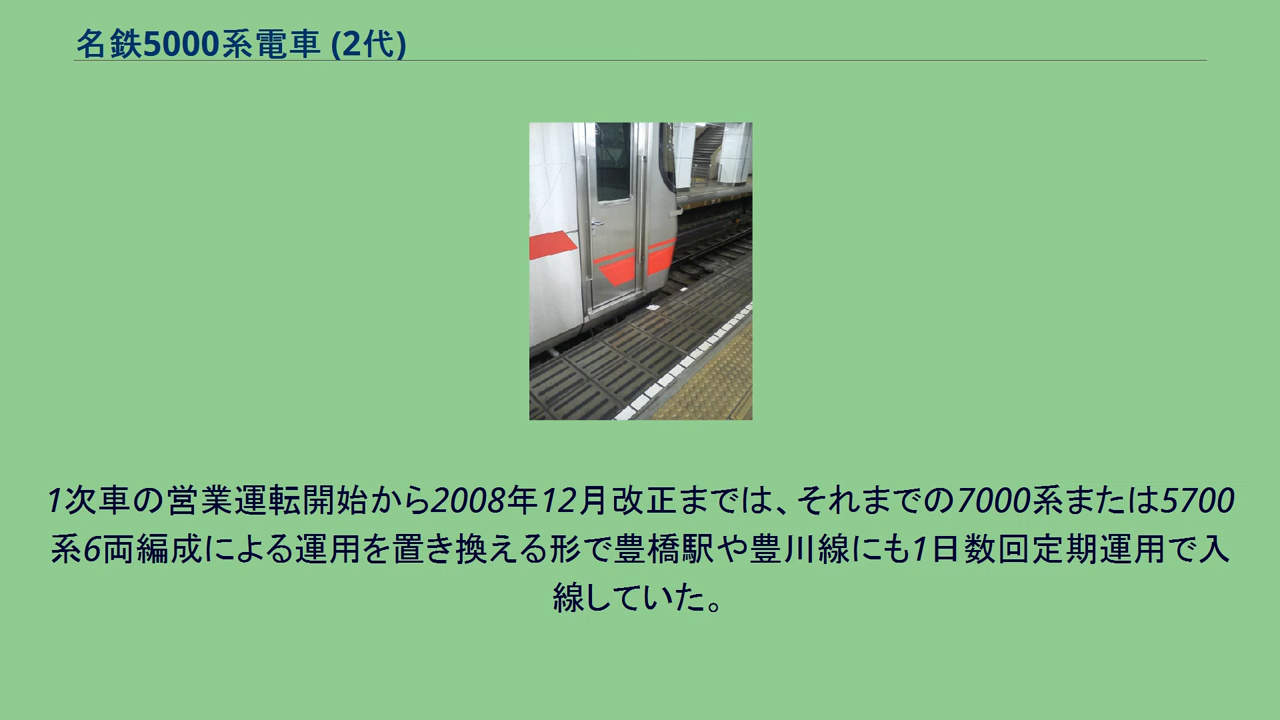 名鉄5000系電車 (2代)
1次車の営業運転開始から2008年12月改正までは、それまでの7000系または5700
系6両編成による運用を置き換える形で豊橋駅や豊川線にも1日数回定期運用で入
線していた。